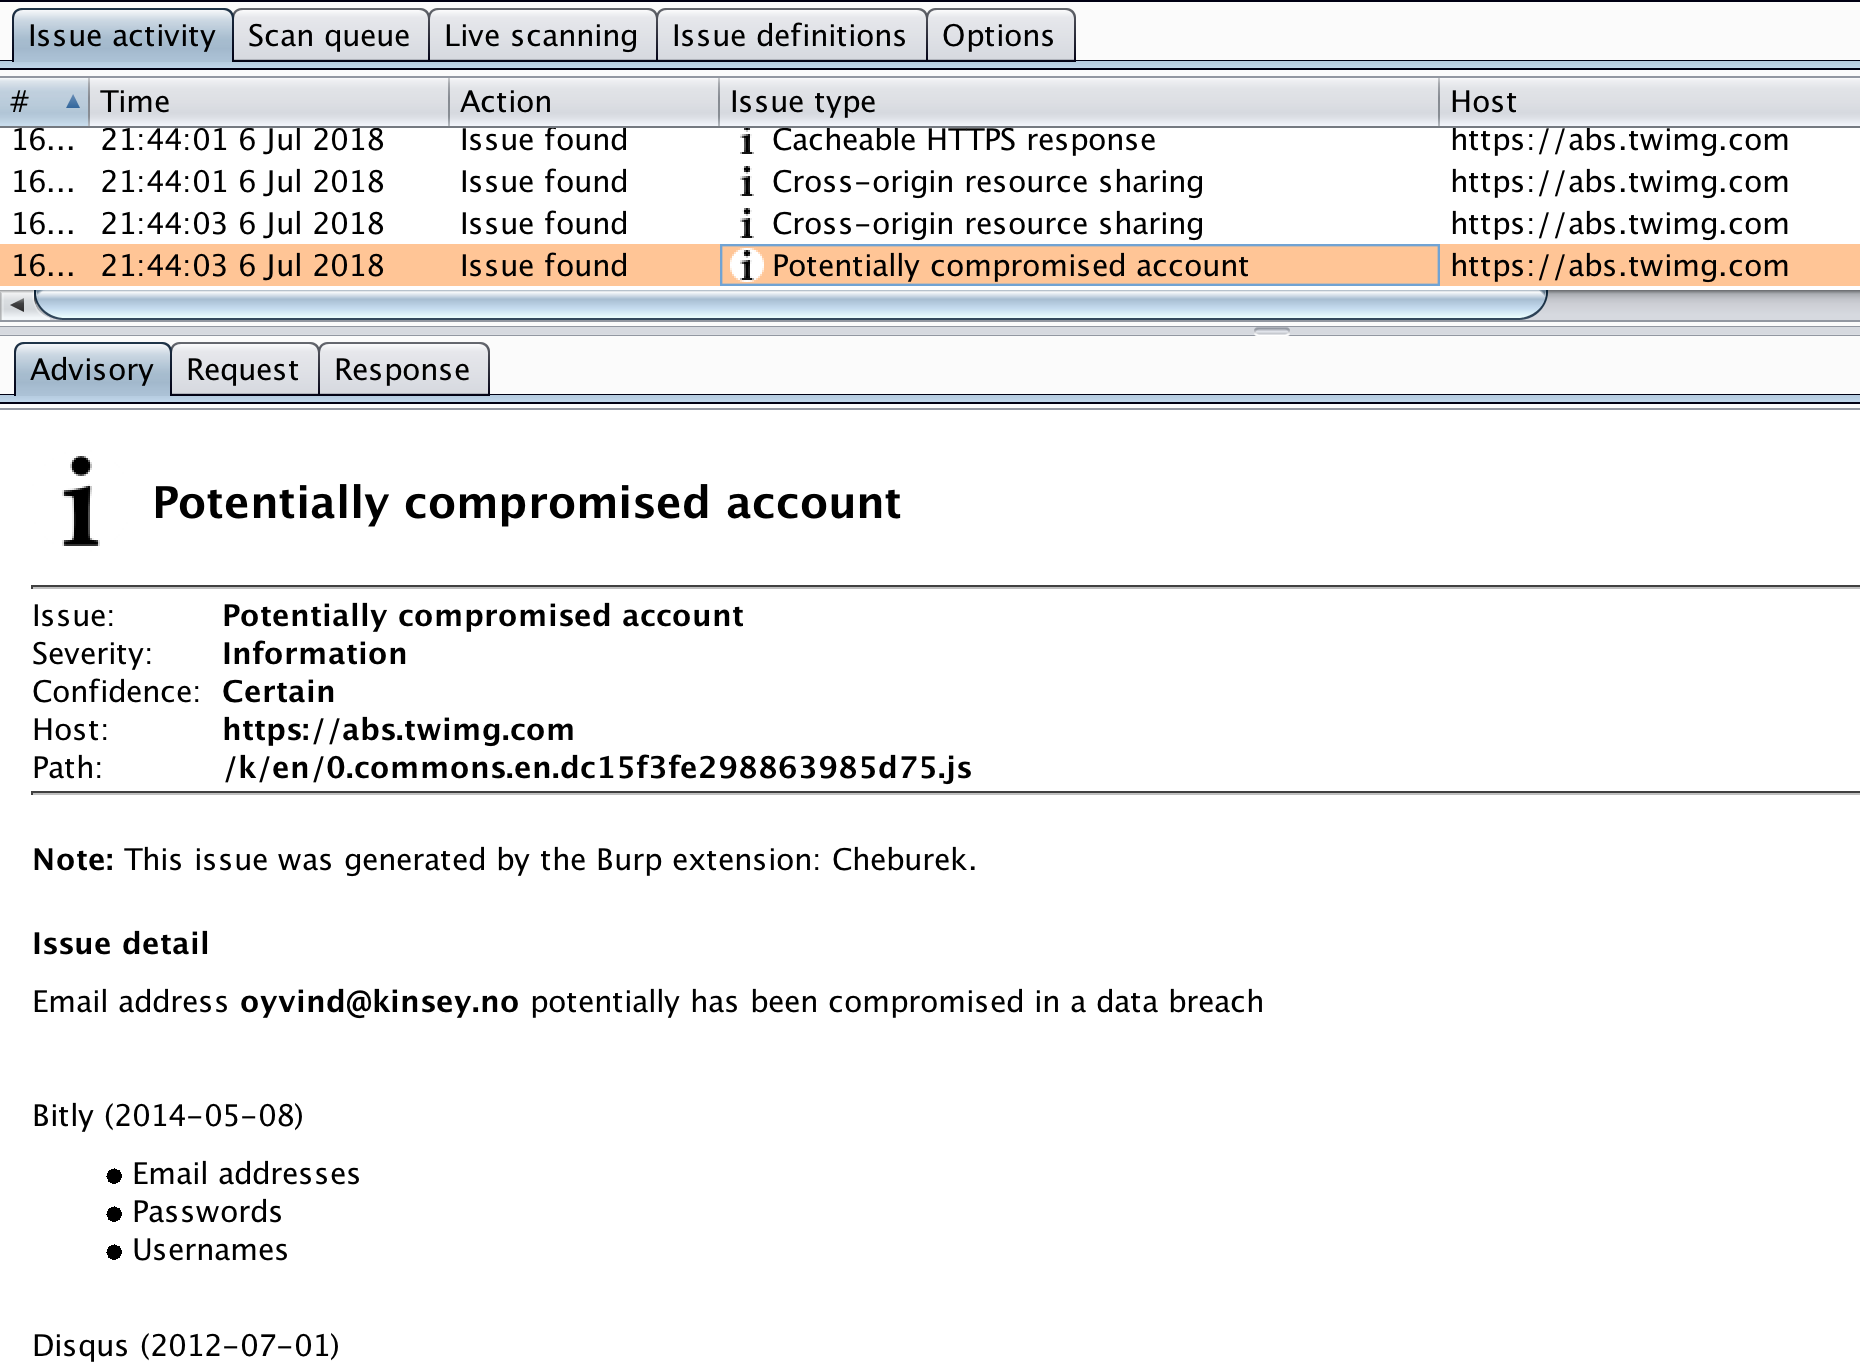 Issue activity Scan queue Live scanning Issue definitions Options
# Time Action Issue type Host
16... 21:44:01 6 Jul 2018 Issue found i Cacheable HTTPS response https://abs.twimg.com
16... 21:44:01 6 Jul 2018 Issue found i Cross-origin resource sharing https://abs.twimg.com
16... 21:44:03 6 Jul 2018 Issue found i Cross-origin resource sharing https://abs.twimg.com
16... 21:44:03 6 Jul 2018 Issue found i Potentially compromised account https://abs.twimg.com
Advisory Request Response
i Potentially compromised account
Issue: Potentially compromised account
Severity: Information
Confidence: Certain
Host: https://abs.twimg.com
Path: /k/en/0.commons.en.dc15f3fe298863985d75.js
Note: This issue was generated by the Burp extension: Cheburek.
Issue detail
Email address oyvind@kinsey.no potentially has been compromised in a data breach
Bitly (2014-05-08)
● Email addresses
● Passwords
● Usernames
Disqus (2012-07-01)